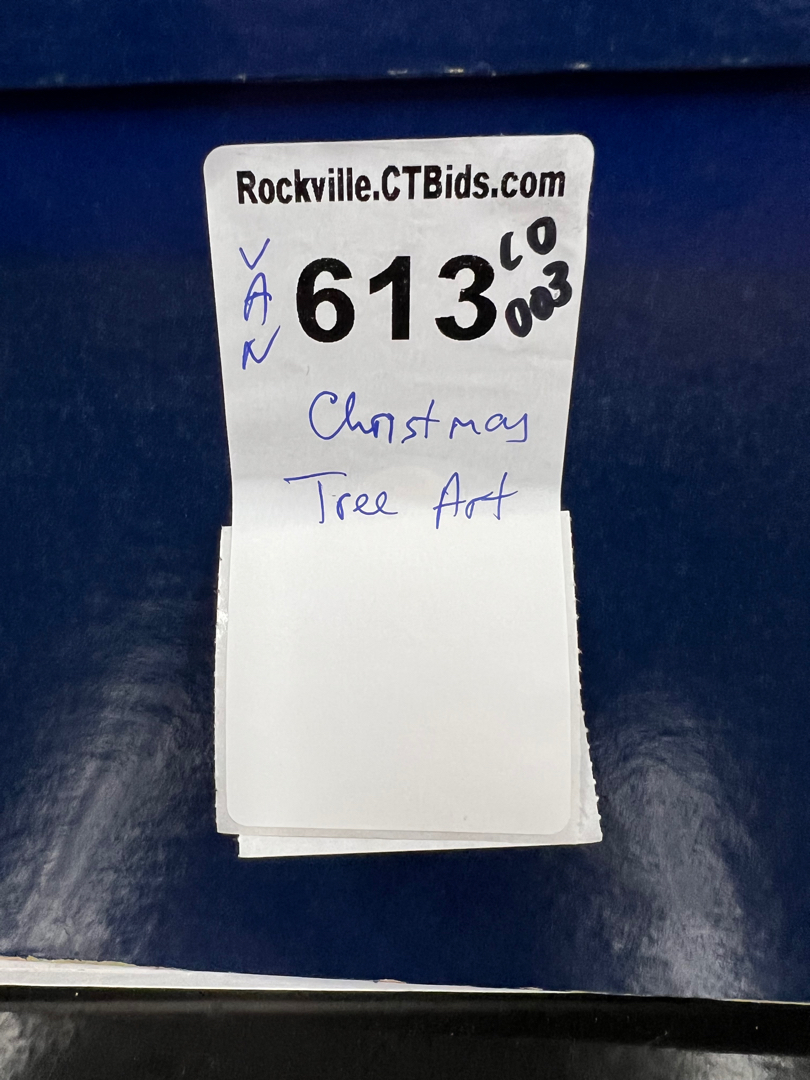 Rockville.CTBids.com
VAN
613
CO
003
Christmas
Tree Art